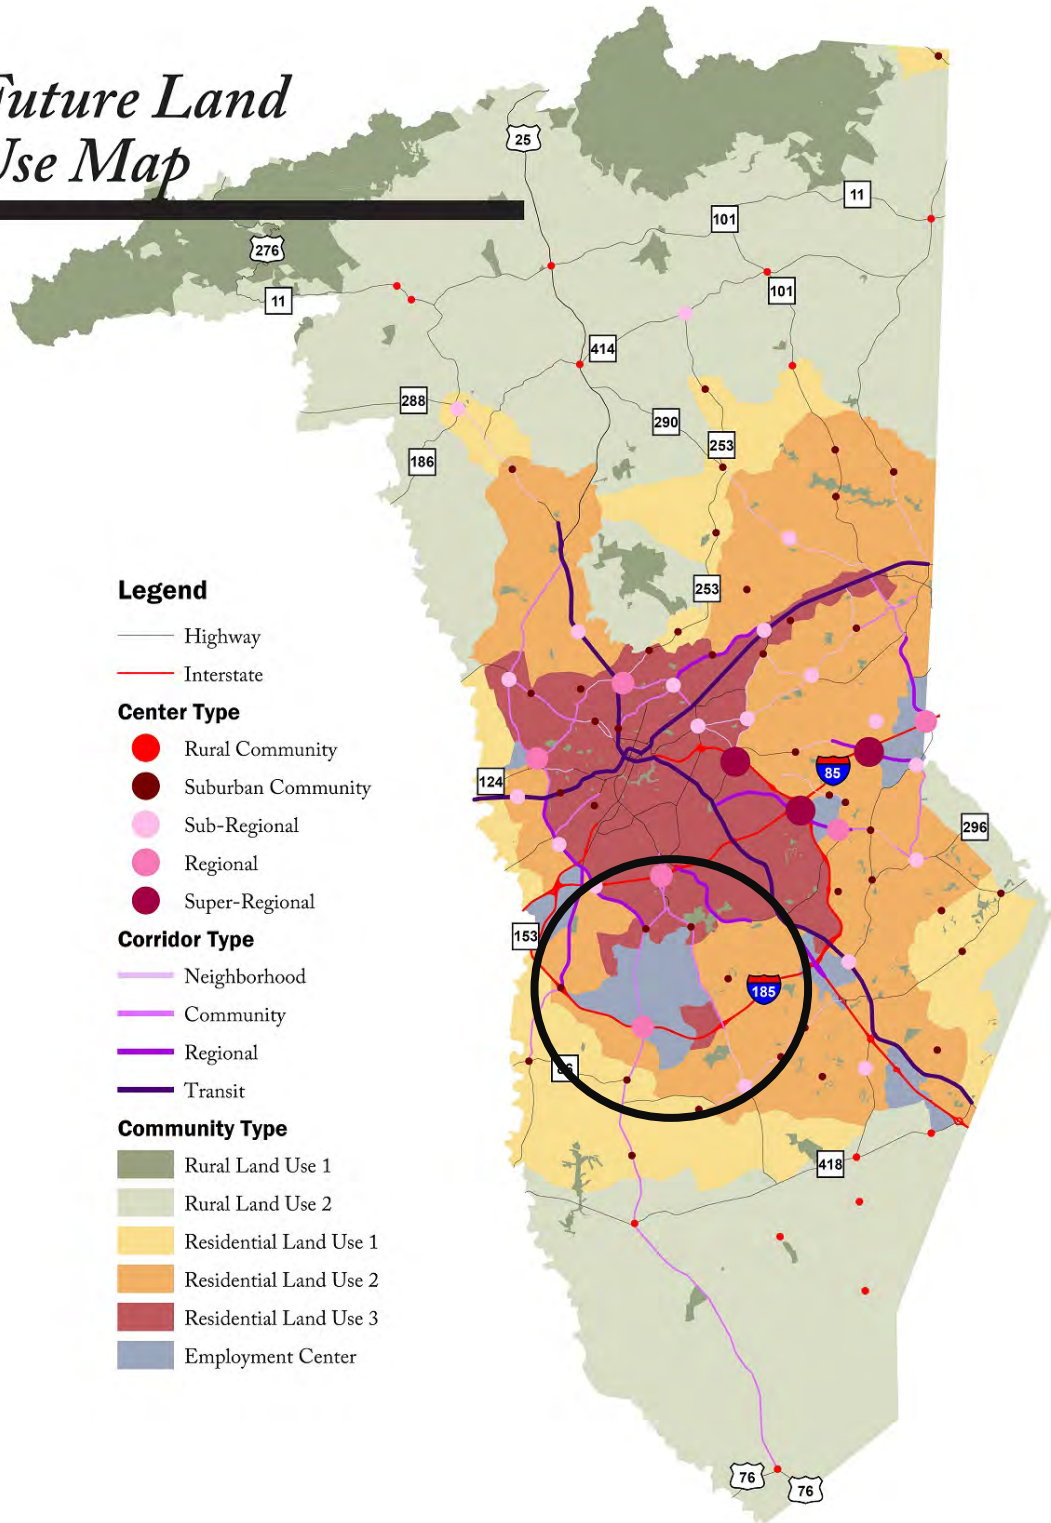 Future Land
Use Map
25
11
101
276
11
101
414
288
290
253
186
253
Legend
Highway
Interstate
Center Type
Rural Community
Suburban Community
Sub-Regional
Regional
Super-Regional
Corridor Type
Neighborhood
Community
Regional
Transit
Community Type
Rural Land Use 1
Rural Land Use 2
Residential Land Use 1
Residential Land Use 2
Residential Land Use 3
Employment Center
85
124
296
153
185
418
76
76